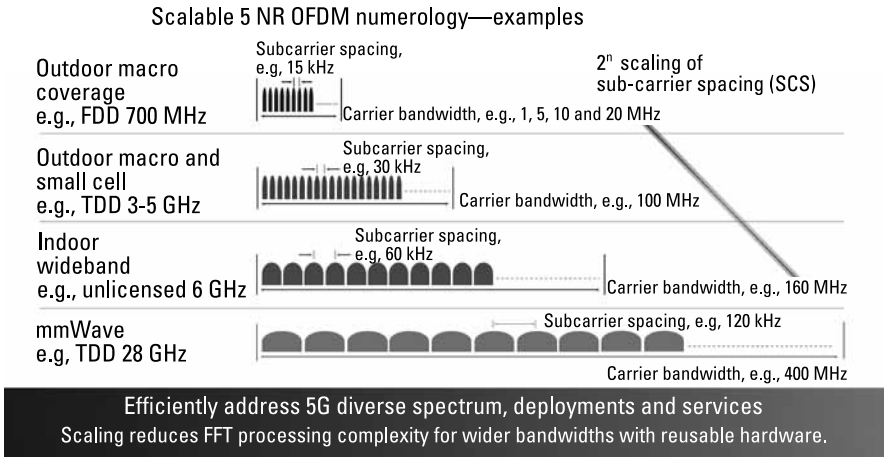 Scalable 5 NR OFDM numerology—examples
Outdoor macro
coverage
e.g., FDD 700 MHz
Subcarrier spacing,
e.g, 15 kHz
Carrier bandwidth, e.g., 1, 5, 10 and 20 MHz
2ⁿ scaling of
sub-carrier spacing (SCS)
Outdoor macro and
small cell
e.g., TDD 3-5 GHz
Subcarrier spacing,
e.g, 30 kHz
Carrier bandwidth, e.g., 100 MHz
Indoor
wideband
e.g., unlicensed 6 GHz
Subcarrier spacing,
e.g, 60 kHz
Carrier bandwidth, e.g., 160 MHz
mmWave
e.g, TDD 28 GHz
Subcarrier spacing, e.g, 120 kHz
Carrier bandwidth, e.g., 400 MHz
Efficiently address 5G diverse spectrum, deployments and services
Scaling reduces FFT processing complexity for wider bandwidths with reusable hardware.